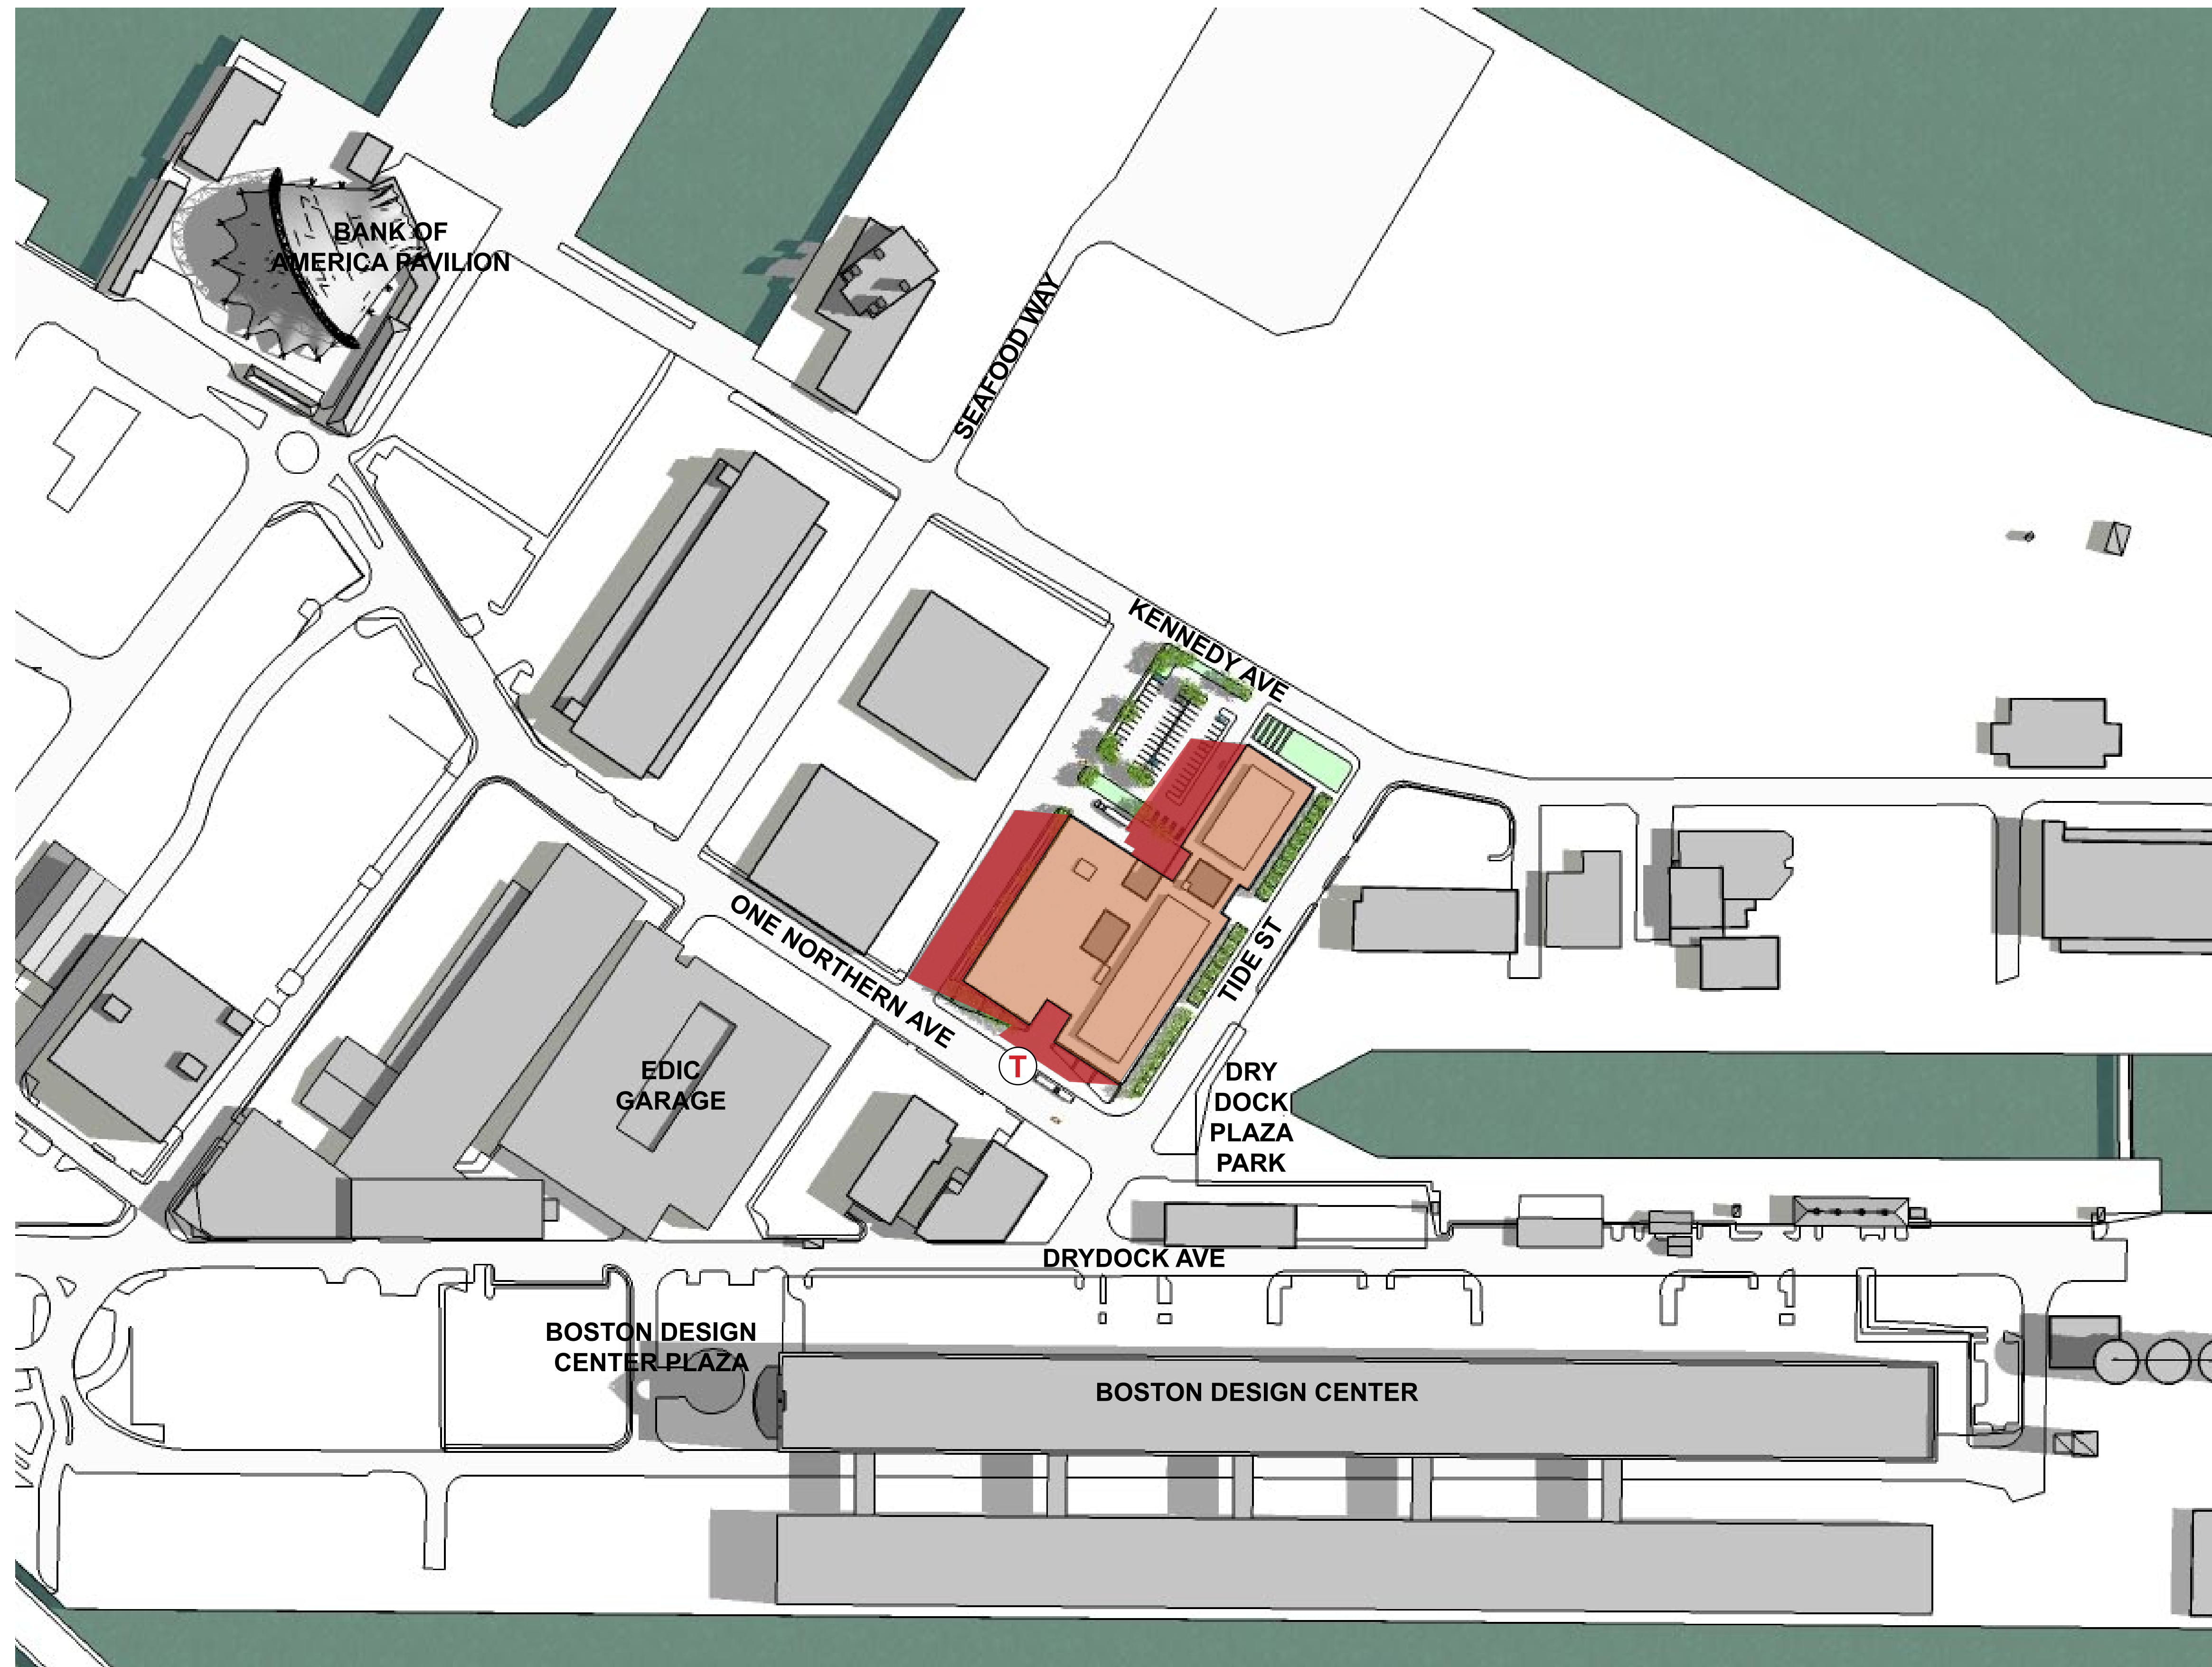 BANK OF
AMERICA PAVILION
SEAFOOD WAY
KENNEDY AVE
ONE NORTHERN AVE
TIDE ST
T
EDIC
GARAGE
DRY
DOCK
PLAZA
PARK
DRYDOCK AVE
BOSTON DESIGN
CENTER PLAZA
BOSTON DESIGN CENTER